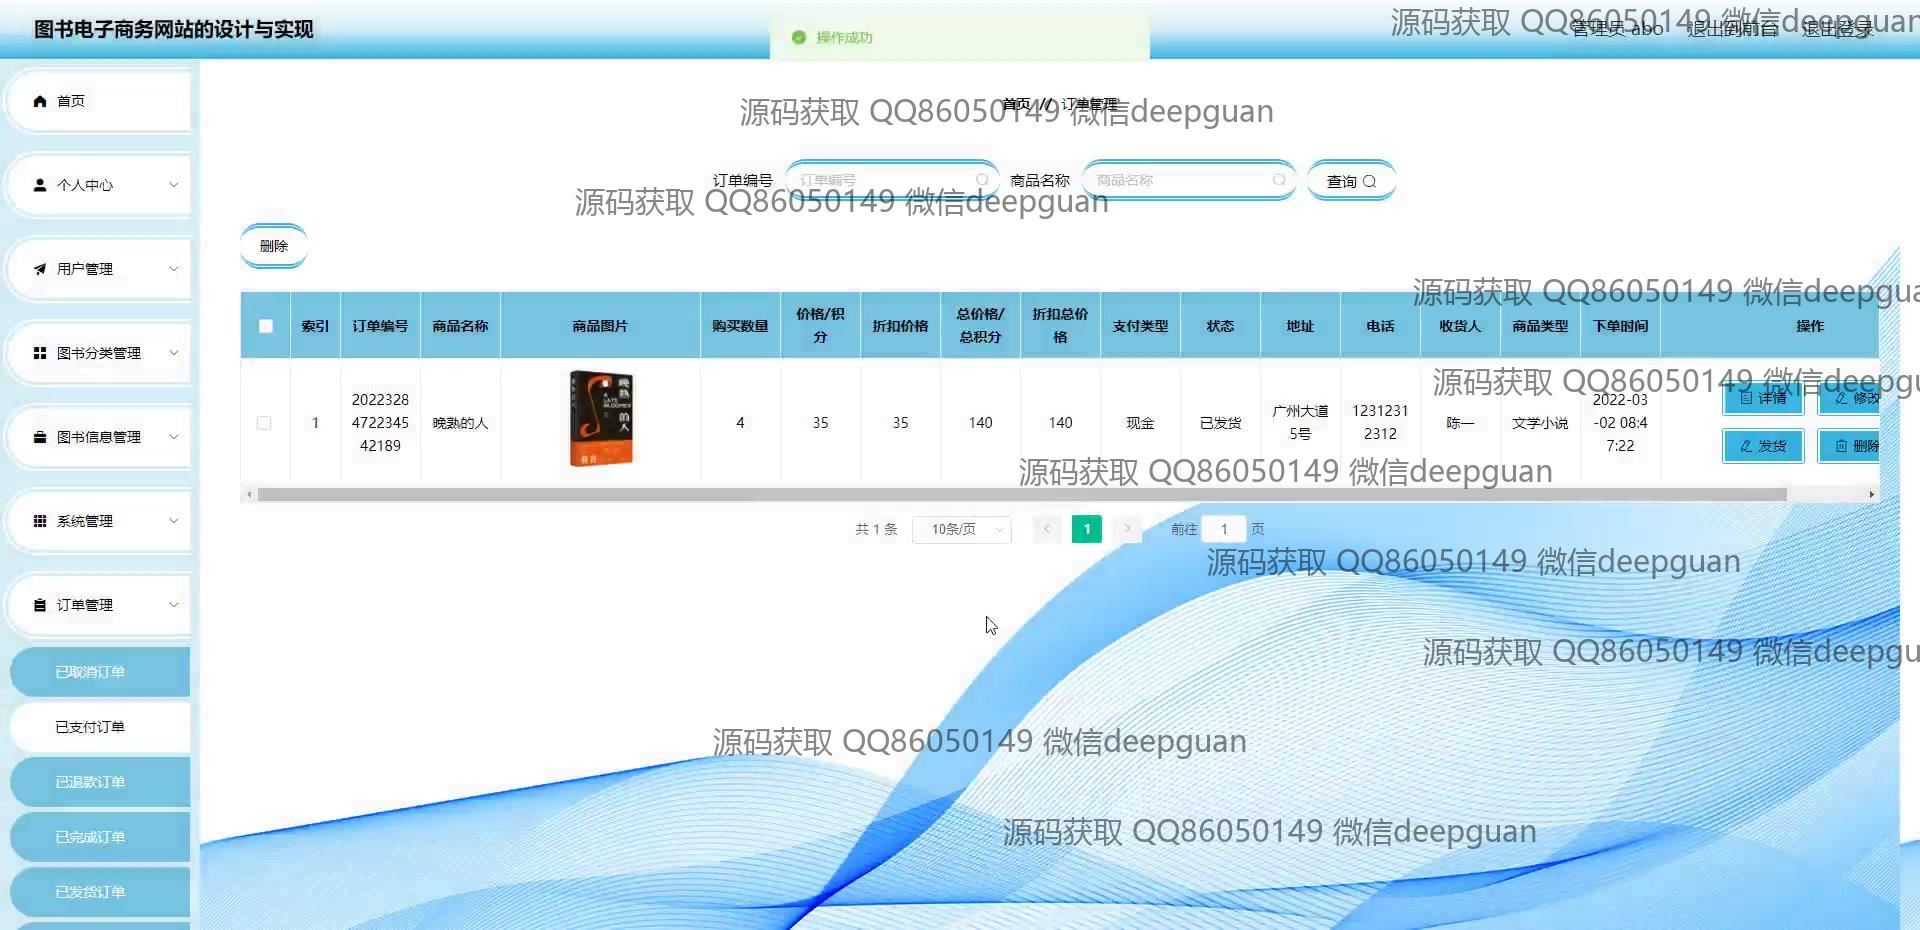 图书电子商务网站的设计与实现
操作成功
源码获取 QQ86050149 微信deepguan
管理员 abo
退出到前台
退出登录
首页
个人中心
用户管理
图书分类管理
图书信息管理
系统管理
订单管理
已取消订单
已支付订单
已退款订单
已完成订单
已发货订单
首页 // 订单管理
源码获取 QQ86050149 微信deepguan
订单编号 订单编号 商品名称 商品名称 查询
源码获取 QQ86050149 微信deepguan
删除
源码获取 QQ86050149 微信deepgua
索引 订单编号 商品名称 商品图片 购买数量 价格/积分 折扣价格 总价格/总积分 折扣总价格 支付类型 状态 地址 电话 收货人 商品类型 下单时间 操作
源码获取 QQ86050149 微信deepgu
1 2022328472234542189 晚熟的人 4 35 35 140 140 现金 已发货 广州大道5号 12312312312 陈一 文学小说 2022-03-02 08:47:22
晚熟的人
A LATE BLOOMER
详情 修改
发货 删除
源码获取 QQ86050149 微信deepguan
共 1 条 10条/页 1 前往 1 页
源码获取 QQ86050149 微信deepguan
源码获取 QQ86050149 微信deepgu
源码获取 QQ86050149 微信deepguan
源码获取 QQ86050149 微信deepguan